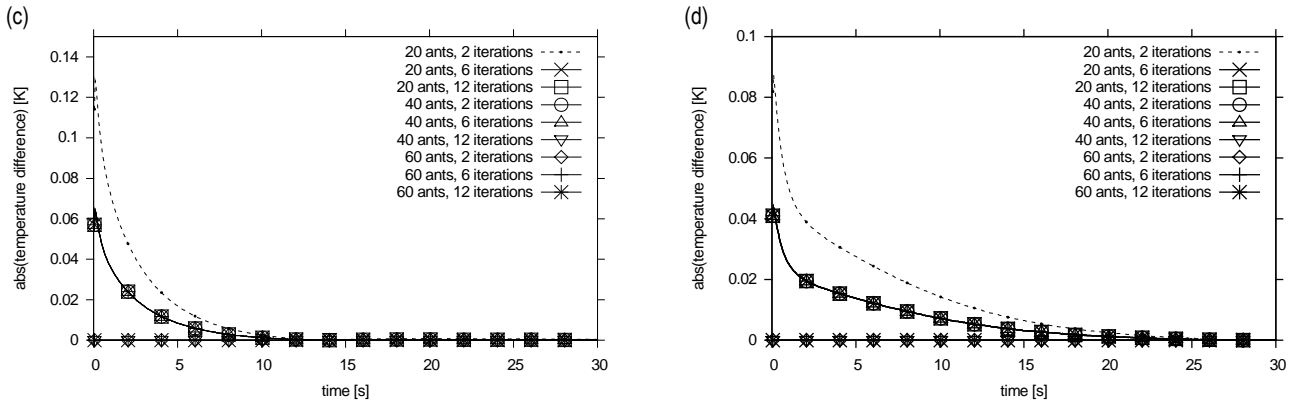 (c)
abs(temperature difference) [K]
0.14
0.12
0.1
0.08
0.06
0.04
0.02
0
0 5 10 15 20 25 30
time [s]
20 ants, 2 iterations
20 ants, 6 iterations
20 ants, 12 iterations
40 ants, 2 iterations
40 ants, 6 iterations
40 ants, 12 iterations
60 ants, 2 iterations
60 ants, 6 iterations
60 ants, 12 iterations
(d)
abs(temperature difference) [K]
0.1
0.08
0.06
0.04
0.02
0
0 5 10 15 20 25 30
time [s]
20 ants, 2 iterations
20 ants, 6 iterations
20 ants, 12 iterations
40 ants, 2 iterations
40 ants, 6 iterations
40 ants, 12 iterations
60 ants, 2 iterations
60 ants, 6 iterations
60 ants, 12 iterations